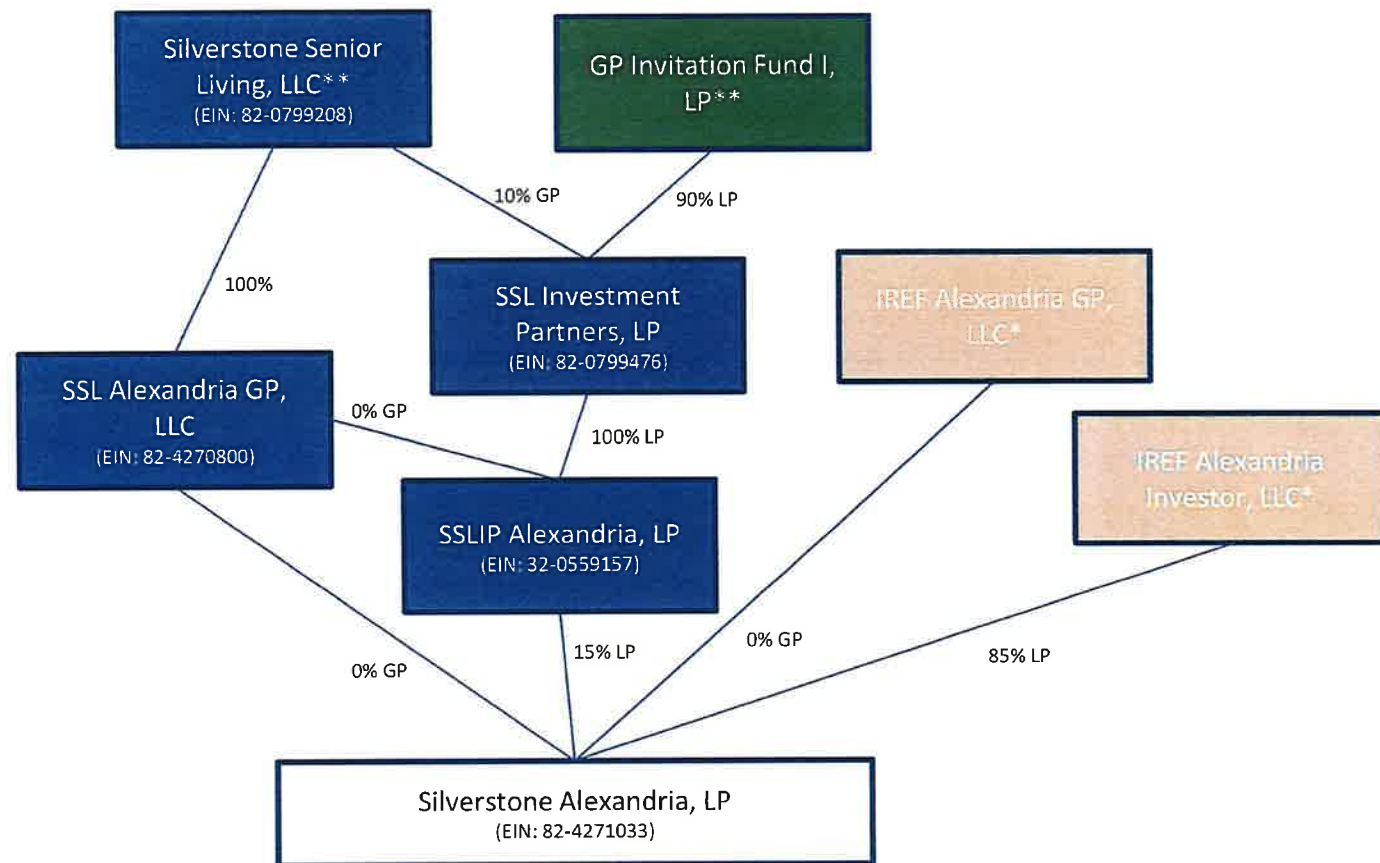 Silverstone Senior
Living, LLC**
(EIN: 82-0799208)
GP Invitation Fund I,
LP**
10% GP
90% LP
100%
SSL Investment
Partners, LP
(EIN: 82-0799476)
IREF Alexandria GP,
LLC*
SSL Alexandria GP,
LLC
(EIN: 82-4270800)
0% GP
100% LP
IREF Alexandria
Investor, LLC*
SSLIP Alexandria, LP
(EIN: 32-0559157)
0% GP
15% LP
0% GP
85% LP
Silverstone Alexandria, LP
(EIN: 82-4271033)